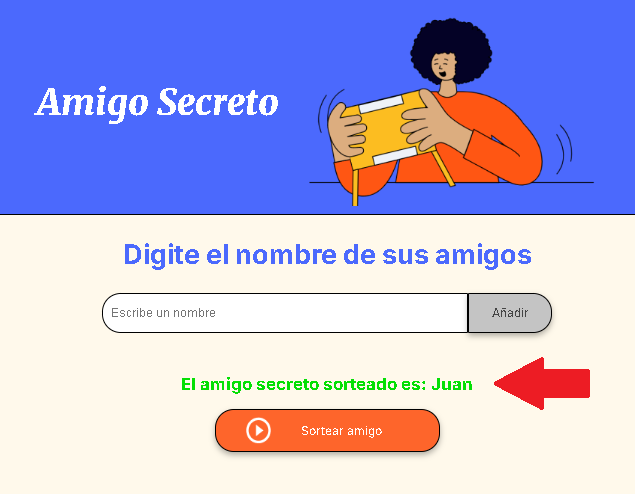 Amigo Secreto
Digite el nombre de sus amigos
Escribe un nombre
Añadir
El amigo secreto sorteado es: Juan
Sortear amigo